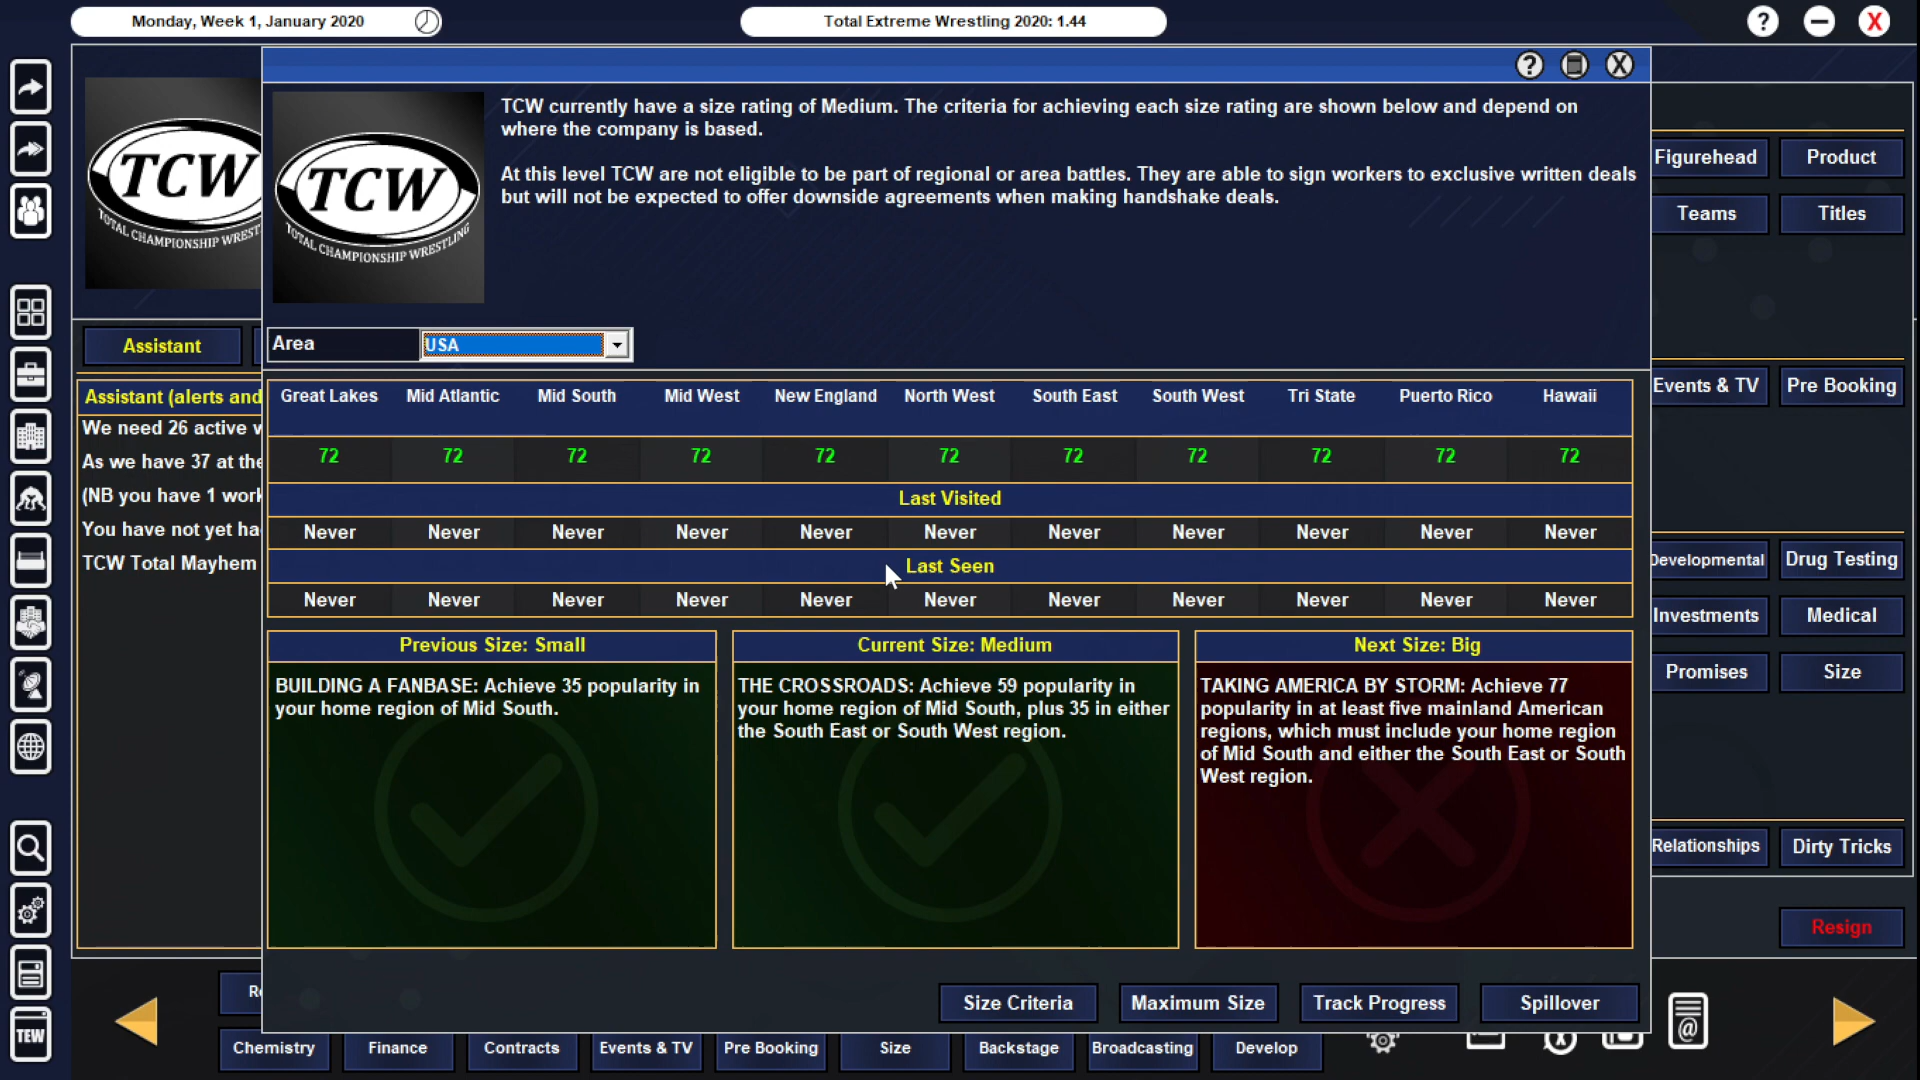 Monday, Week 1, January 2020
Total Extreme Wrestling 2020: 1.44
?
X
?
X
TCW
TOTAL CHAMPIONSHIP WREST
TCW
TOTAL CHAMPIONSHIP WRESTLING
TCW currently have a size rating of Medium. The criteria for achieving each size rating are shown below and depend on
where the company is based.
At this level TCW are not eligible to be part of regional or area battles. They are able to sign workers to exclusive written deals
but will not be expected to offer downside agreements when making handshake deals.
Figurehead
Product
Teams
Titles
Assistant
Area
USA
Events & TV
Pre Booking
Assistant (alerts and
We need 26 active
As we have 37 at the
(NB you have 1 work
You have not yet ha
TCW Total Mayhem
Great Lakes Mid Atlantic Mid South Mid West New England North West South East South West Tri State Puerto Rico Hawaii
72 72 72 72 72 72 72 72 72 72 72
Last Visited
Never Never Never Never Never Never Never Never Never Never Never
Last Seen
Never Never Never Never Never Never Never Never Never Never Never
Developmental
Drug Testing
Investments
Medical
Promises
Size
Relationships
Dirty Tricks
Resign
Previous Size: Small
BUILDING A FANBASE: Achieve 35 popularity in
your home region of Mid South.
Current Size: Medium
THE CROSSROADS: Achieve 59 popularity in
your home region of Mid South, plus 35 in either
the South East or South West region.
Next Size: Big
TAKING AMERICA BY STORM: Achieve 77
popularity in at least five mainland American
regions, which must include your home region
of Mid South and either the South East or South
West region.
Size Criteria
Maximum Size
Track Progress
Spillover
TEW
Chemistry
Finance
Contracts
Events & TV
Pre Booking
Size
Backstage
Broadcasting
Develop
@